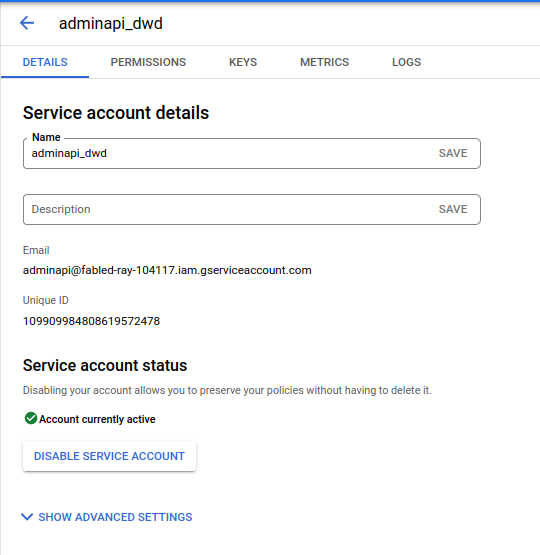 adminapi_dwd
DETAILS PERMISSIONS KEYS METRICS LOGS
Service account details
Name
adminapi_dwd SAVE
Description SAVE
Email
adminapi@fabled-ray-104117.iam.gserviceaccount.com
Unique ID
109909984808619572478
Service account status
Disabling your account allows you to preserve your policies without having to delete it.
Account currently active
DISABLE SERVICE ACCOUNT
SHOW ADVANCED SETTINGS